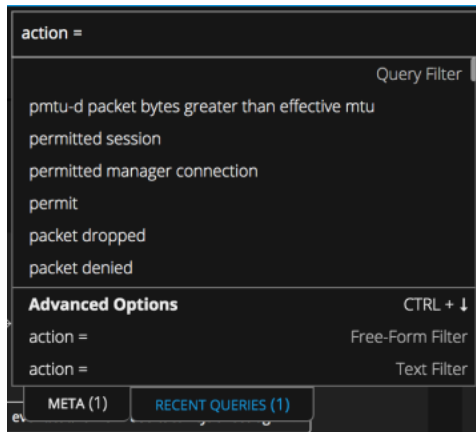 action =
Query Filter
pmtu-d packet bytes greater than effective mtu
permitted session
permitted manager connection
permit
packet dropped
packet denied
Advanced Options CTRL + ↓
action = Free-Form Filter
action = Text Filter
META (1) RECENT QUERIES (1)